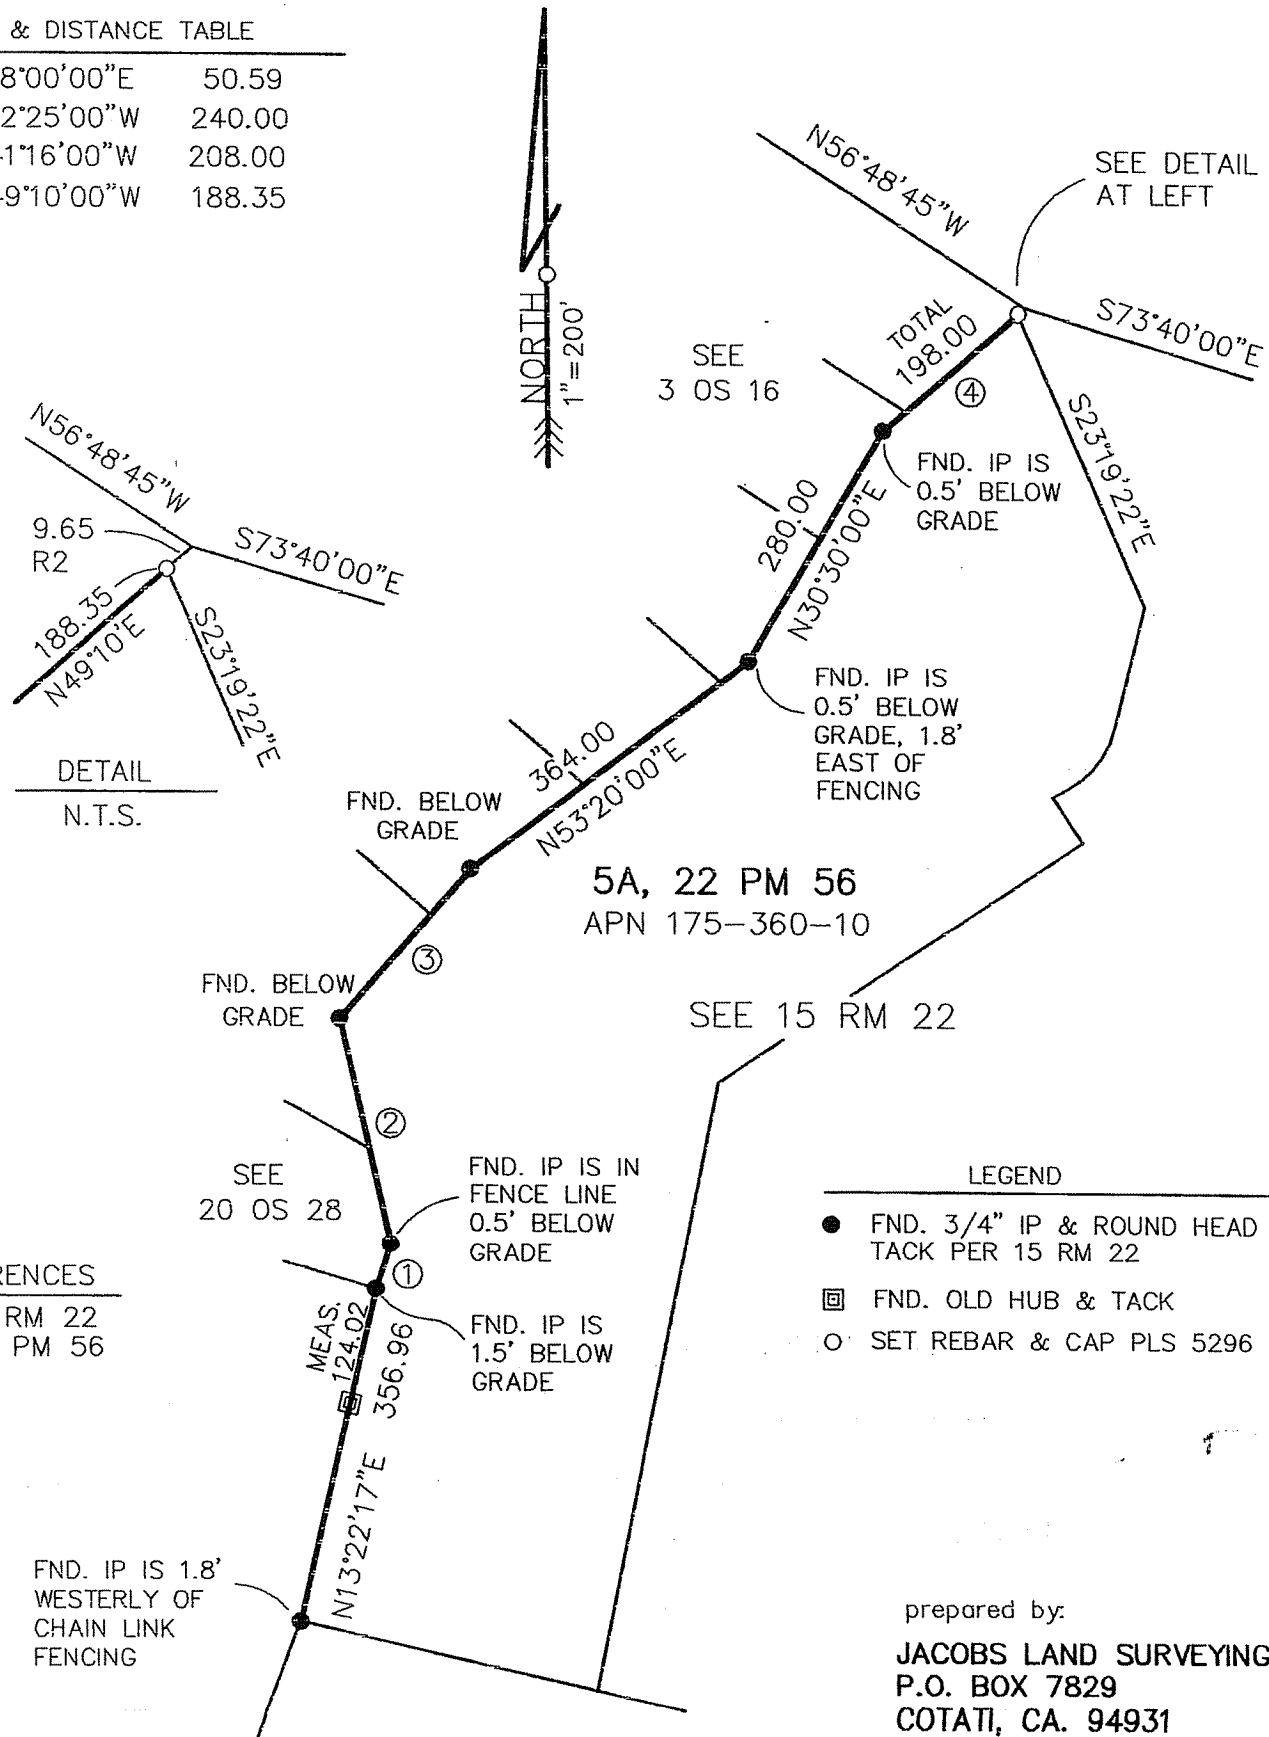 & DISTANCE TABLE
8°00'00"E 50.59
2°25'00"W 240.00
41°16'00"W 208.00
49°10'00"W 188.35
NORTH
1"=200'
N56°48'45"W
SEE DETAIL
AT LEFT
S73°40'00"E
TOTAL
198.00
④
SEE
3 OS 16
S23°19'22"E
FND. IP IS
0.5' BELOW
GRADE
280.00
N30°30'00"E
N56°48'45"W
9.65
R2
S73°40'00"E
188.35
N49°10'E
S23°19'22"E
DETAIL
N.T.S.
FND. IP IS
0.5' BELOW
GRADE, 1.8'
EAST OF
FENCING
364.00
N53°20'00"E
FND. BELOW
GRADE
5A, 22 PM 56
APN 175-360-10
③
FND. BELOW
GRADE
SEE 15 RM 22
②
SEE
20 OS 28
FND. IP IS IN
FENCE LINE
0.5' BELOW
GRADE
①
RENCES
RM 22
PM 56
MEAS.
124.02
356.96
FND. IP IS
1.5' BELOW
GRADE
N13°22'17"E
LEGEND
FND. 3/4" IP & ROUND HEAD
TACK PER 15 RM 22
FND. OLD HUB & TACK
SET REBAR & CAP PLS 5296
FND. IP IS 1.8'
WESTERLY OF
CHAIN LINK
FENCING
prepared by:
JACOBS LAND SURVEYING
P.O. BOX 7829
COTATI, CA. 94931